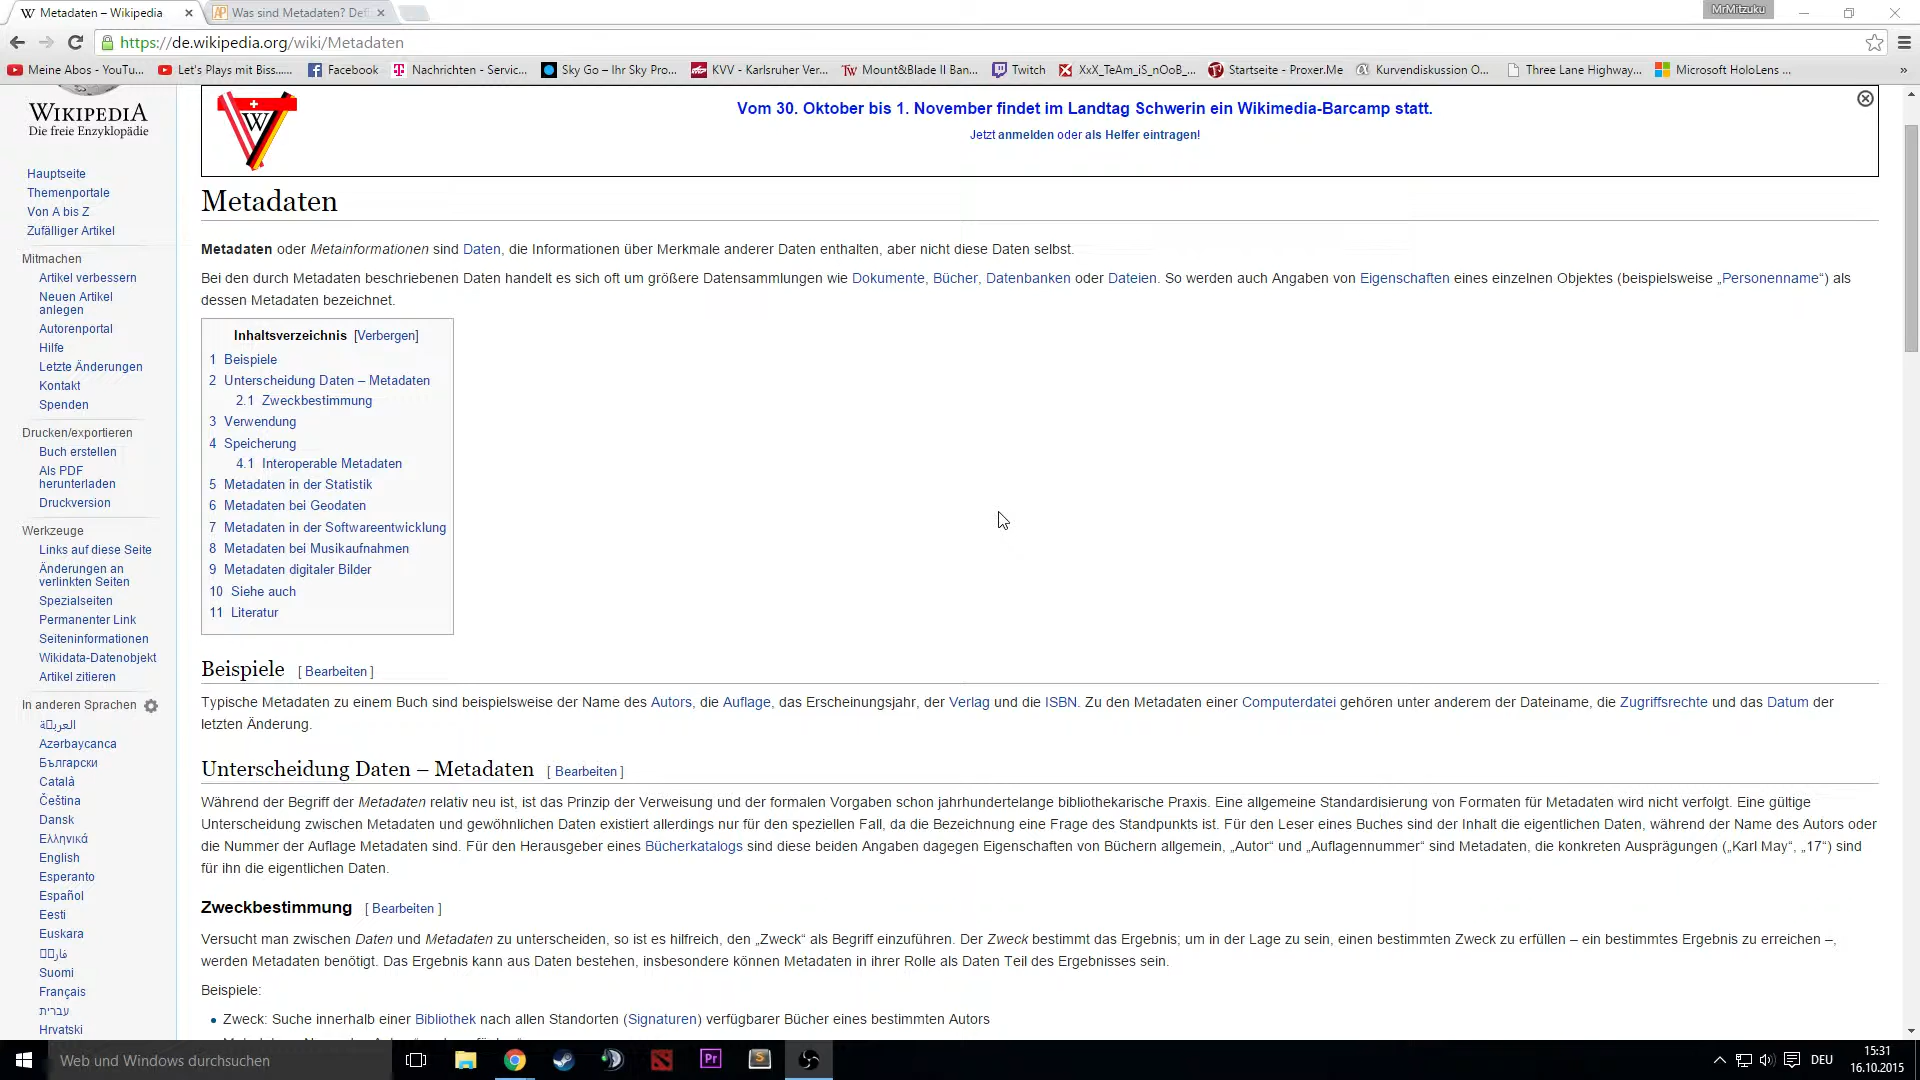 Metadaten – Wikipedia
Was sind Metadaten? Defi
MrMitzuku
https://de.wikipedia.org/wiki/Metadaten
Meine Abos - YouTu...
Let's Plays mit Biss......
Facebook
Nachrichten - Servic...
Sky Go – Ihr Sky Pro...
KVV - Karlsruher Ver...
Mount&Blade II Ban...
Twitch
XxX_TeAm_iS_nOoB_...
Startseite - Proxer.Me
Kurvendiskussion O...
Three Lane Highway...
Microsoft HoloLens ...
»
WIKIPEDIA
Die freie Enzyklopädie
Hauptseite
Themenportale
Von A bis Z
Zufälliger Artikel
Mitmachen
Artikel verbessern
Neuen Artikel
anlegen
Autorenportal
Hilfe
Letzte Änderungen
Kontakt
Spenden
Drucken/exportieren
Buch erstellen
Als PDF
herunterladen
Druckversion
Werkzeuge
Links auf diese Seite
Änderungen an
verlinkten Seiten
Spezialseiten
Permanenter Link
Seiteninformationen
Wikidata-Datenobjekt
Artikel zitieren
In anderen Sprachen
Azərbaycanca
Български
Català
Čeština
Dansk
Ελληνικά
English
Esperanto
Español
Eesti
Euskara
Suomi
Français
עברית
Hrvatski
W
Vom 30. Oktober bis 1. November findet im Landtag Schwerin ein Wikimedia-Barcamp statt.
Jetzt anmelden oder als Helfer eintragen!
Metadaten
Metadaten oder Metainformationen sind Daten, die Informationen über Merkmale anderer Daten enthalten, aber nicht diese Daten selbst.
Bei den durch Metadaten beschriebenen Daten handelt es sich oft um größere Datensammlungen wie Dokumente, Bücher, Datenbanken oder Dateien. So werden auch Angaben von Eigenschaften eines einzelnen Objektes (beispielsweise „Personenname“) als
dessen Metadaten bezeichnet.
Inhaltsverzeichnis [Verbergen]
1 Beispiele
2 Unterscheidung Daten – Metadaten
2.1 Zweckbestimmung
3 Verwendung
4 Speicherung
4.1 Interoperable Metadaten
5 Metadaten in der Statistik
6 Metadaten bei Geodaten
7 Metadaten in der Softwareentwicklung
8 Metadaten bei Musikaufnahmen
9 Metadaten digitaler Bilder
10 Siehe auch
11 Literatur
Beispiele [ Bearbeiten ]
Typische Metadaten zu einem Buch sind beispielsweise der Name des Autors, die Auflage, das Erscheinungsjahr, der Verlag und die ISBN. Zu den Metadaten einer Computerdatei gehören unter anderem der Dateiname, die Zugriffsrechte und das Datum der
letzten Änderung.
Unterscheidung Daten – Metadaten [ Bearbeiten ]
Während der Begriff der Metadaten relativ neu ist, ist das Prinzip der Verweisung und der formalen Vorgaben schon jahrhundertelange bibliothekarische Praxis. Eine allgemeine Standardisierung von Formaten für Metadaten wird nicht verfolgt. Eine gültige
Unterscheidung zwischen Metadaten und gewöhnlichen Daten existiert allerdings nur für den speziellen Fall, da die Bezeichnung eine Frage des Standpunkts ist. Für den Leser eines Buches sind der Inhalt die eigentlichen Daten, während der Name des Autors oder
die Nummer der Auflage Metadaten sind. Für den Herausgeber eines Bücherkatalogs sind diese beiden Angaben dagegen Eigenschaften von Büchern allgemein, „Autor“ und „Auflagennummer“ sind Metadaten, die konkreten Ausprägungen („Karl May“, „17“) sind
für ihn die eigentlichen Daten.
Zweckbestimmung [ Bearbeiten ]
Versucht man zwischen Daten und Metadaten zu unterscheiden, so ist es hilfreich, den „Zweck“ als Begriff einzuführen. Der Zweck bestimmt das Ergebnis; um in der Lage zu sein, einen bestimmten Zweck zu erfüllen – ein bestimmtes Ergebnis zu erreichen –,
werden Metadaten benötigt. Das Ergebnis kann aus Daten bestehen, insbesondere können Metadaten in ihrer Rolle als Daten Teil des Ergebnisses sein.
Beispiele:
Zweck: Suche innerhalb einer Bibliothek nach allen Standorten (Signaturen) verfügbarer Bücher eines bestimmten Autors
Web und Windows durchsuchen
Pr
S
DEU
15:31
16.10.2015